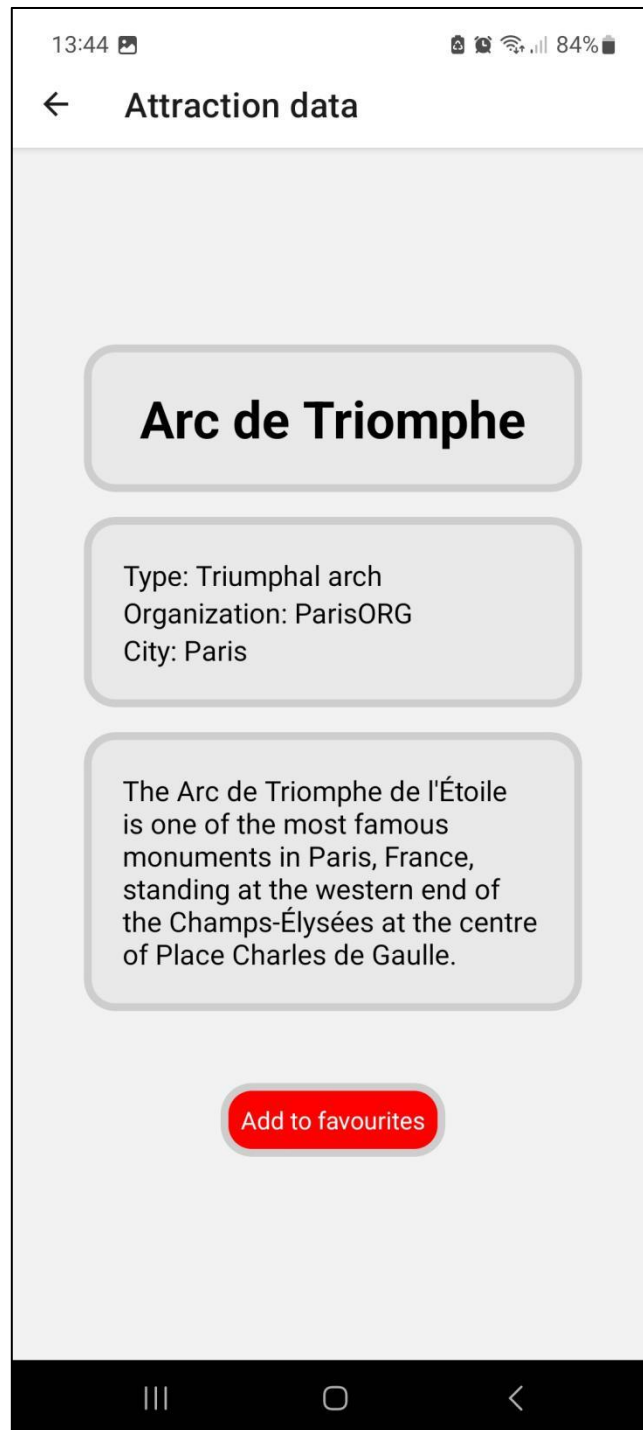 13:44
84%
Attraction data
Arc de Triomphe
Type: Triumphal arch
Organization: ParisORG
City: Paris
The Arc de Triomphe de l'Étoile
is one of the most famous
monuments in Paris, France,
standing at the western end of
the Champs-Élysées at the centre
of Place Charles de Gaulle.
Add to favourites